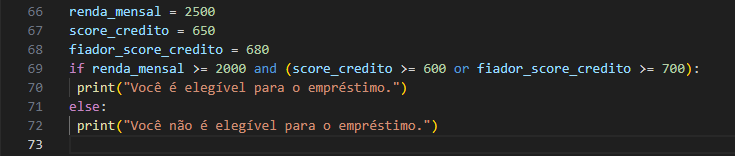 66 renda_mensal = 2500
67 score_credito = 650
68 fiador_score_credito = 680
69 if renda_mensal >= 2000 and (score_credito >= 600 or fiador_score_credito >= 700):
70  print("Você é elegível para o empréstimo.")
71 else:
72  print("Você não é elegível para o empréstimo.")
73